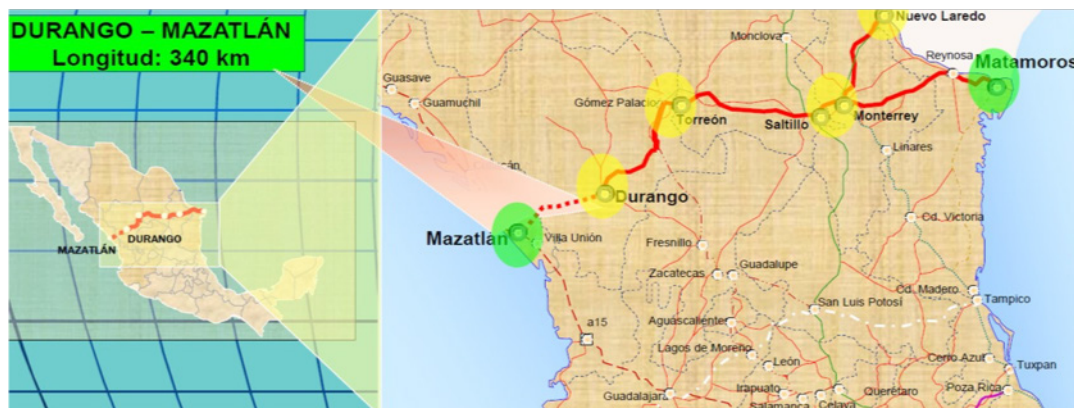 DURANGO – MAZATLÁN
Longitud: 340 km
MAZATLÁN
DURANGO
Nuevo Laredo
Monclova
Reynosa
Matamoros
Guasave
Guamuchil
Gómez Palacio
Torreón
Saltillo
Monterrey
Linares
Durango
Mazatlán
Villa Unión
Cd. Victoria
Fresnillo
Zacatecas
Guadalupe
Cd. Madero
Tampico
San Luis Potosí
a15
Aguascalientes
Lagos de Moreno
León
Cerro Azul
Tuxpan
Guadalajara
Irapuato
Querétaro
Poza Rica
Salamanca
Celaya